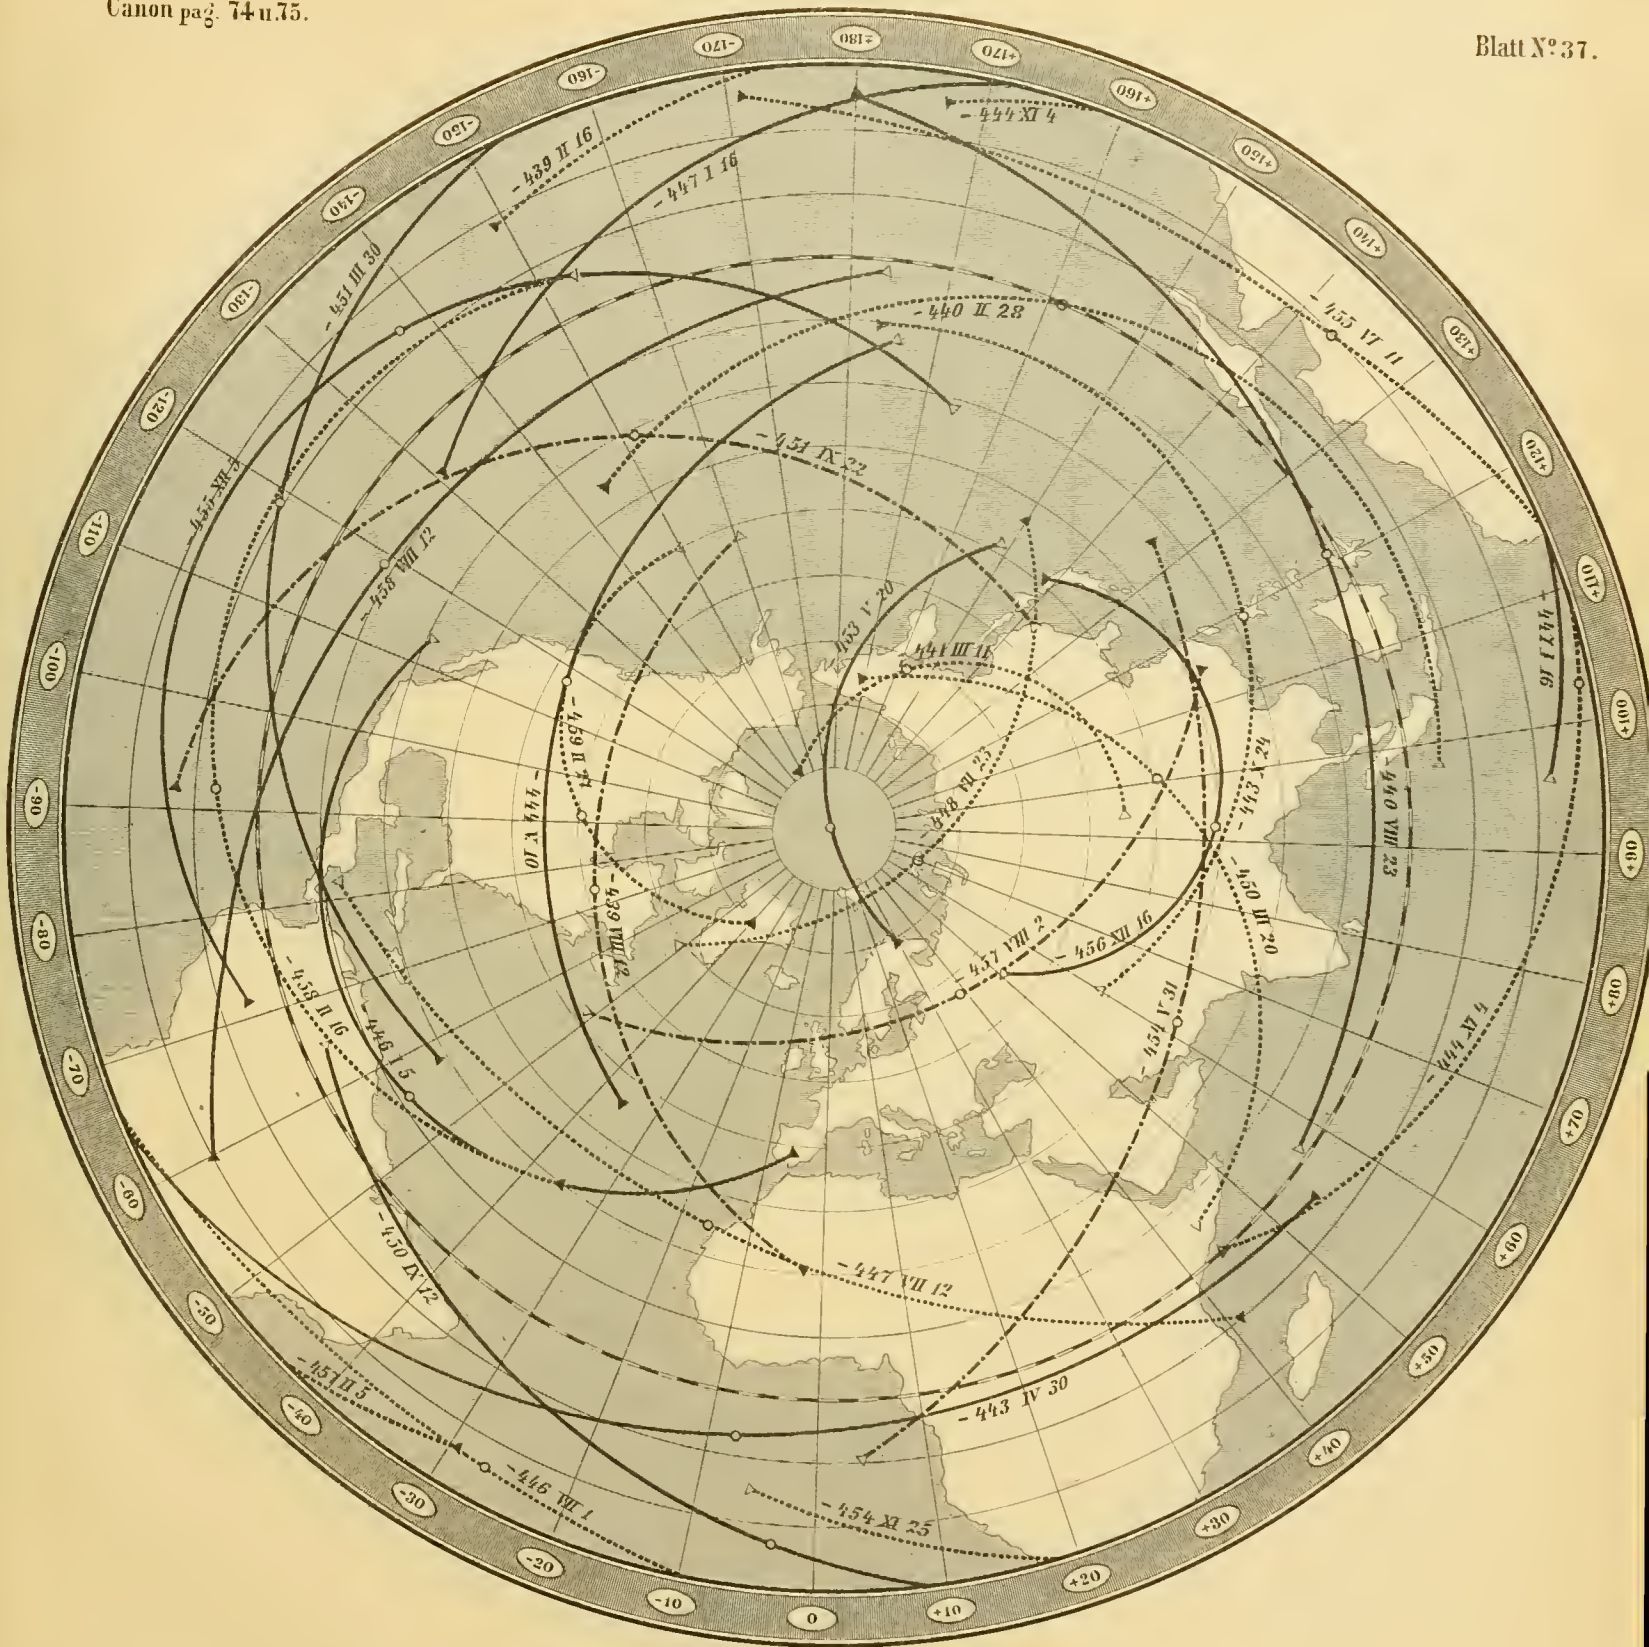 Canon pag. 74 u. 75.
Blatt Nº 37.
±180
+170
+160
+150
+140
+130
+120
+110
+100
+90
+80
+70
+60
+50
+40
+30
+20
+10
0
-10
-20
-30
-40
-50
-60
-70
-80
-90
-100
-110
-120
-130
-140
-150
-160
-170
-439 II 16
-447 I 16
-444 XI 4
-451 III 30
-440 II 28
-455 VI 11
-451 IX 22
-455 XII 5
-458 VIII 12
-453 V 20
-441 III 11
-447 I 16
-459 II 27
-448 VII 23
-443 X 24
-444 V 10
-440 VIII 23
-439 VIII 12
-450 III 20
-457 VIII 2
-456 XII 16
-458 II 16
-446 I 5
-454 V 31
-444 XI 4
-450 IX 12
-447 VII 12
-457 II 5
-443 IV 30
-446 VII 1
-454 XI 25